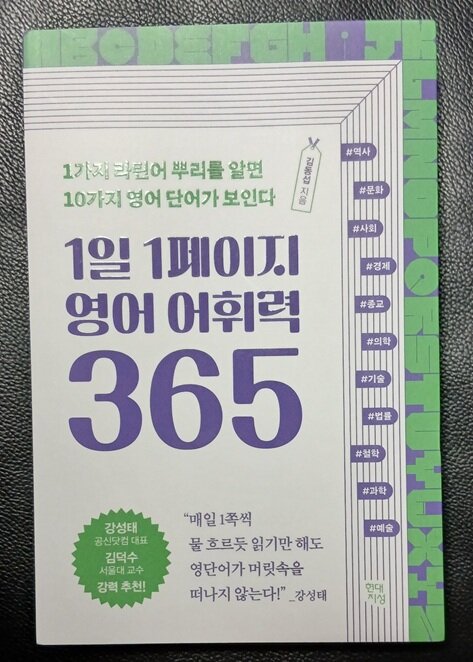 ABCDEFGHIJKLMNOPQRSTUVWXYZ
1가지 라틴어 뿌리를 알면
10가지 영어 단어가 보인다
김동섭 지음
1일 1페이지
영어 어휘력
365
#역사
#문화
#사회
#경제
#종교
#의학
#기술
#법률
#철학
#과학
#예술
강성태
공신닷컴 대표
김덕수
서울대 교수
강력 추천!
“매일 1쪽씩
물 흐르듯 읽기만 해도
영단어가 머릿속을
떠나지 않는다!” _강성태
현대
지성